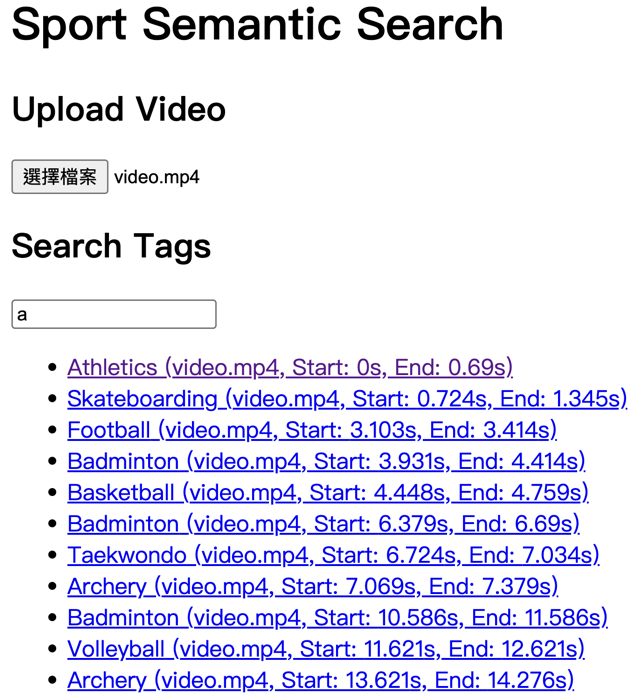 Sport Semantic Search
Upload Video
選擇檔案 video.mp4
Search Tags
a
Athletics (video.mp4, Start: 0s, End: 0.69s)
Skateboarding (video.mp4, Start: 0.724s, End: 1.345s)
Football (video.mp4, Start: 3.103s, End: 3.414s)
Badminton (video.mp4, Start: 3.931s, End: 4.414s)
Basketball (video.mp4, Start: 4.448s, End: 4.759s)
Badminton (video.mp4, Start: 6.379s, End: 6.69s)
Taekwondo (video.mp4, Start: 6.724s, End: 7.034s)
Archery (video.mp4, Start: 7.069s, End: 7.379s)
Badminton (video.mp4, Start: 10.586s, End: 11.586s)
Volleyball (video.mp4, Start: 11.621s, End: 12.621s)
Archery (video.mp4, Start: 13.621s, End: 14.276s)